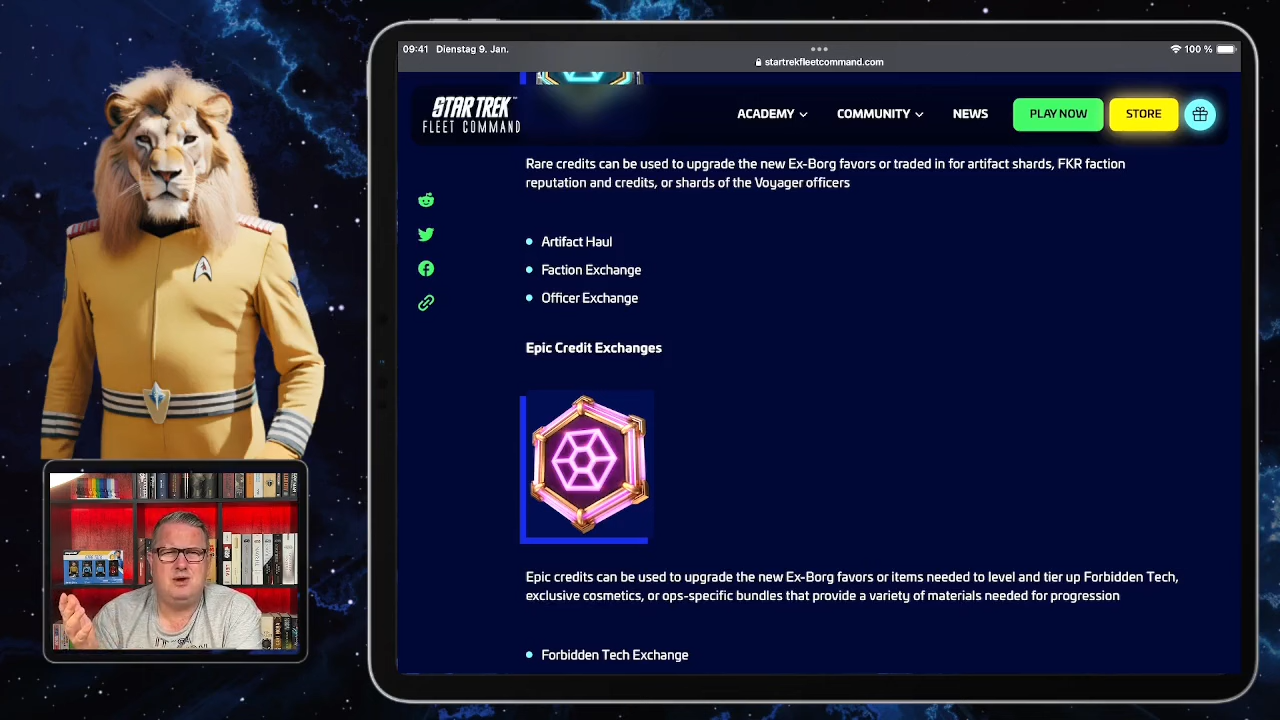 09:41 Dienstag 9. Jan.
100 %
startrekfleetcommand.com
STAR TREK
FLEET COMMAND
ACADEMY
COMMUNITY
NEWS
PLAY NOW
STORE
Rare credits can be used to upgrade the new Ex-Borg favors or traded in for artifact shards, FKR faction
reputation and credits, or shards of the Voyager officers
Artifact Haul
Faction Exchange
Officer Exchange
Epic Credit Exchanges
Epic credits can be used to upgrade the new Ex-Borg favors or items needed to level and tier up Forbidden Tech,
exclusive cosmetics, or ops-specific bundles that provide a variety of materials needed for progression
Forbidden Tech Exchange